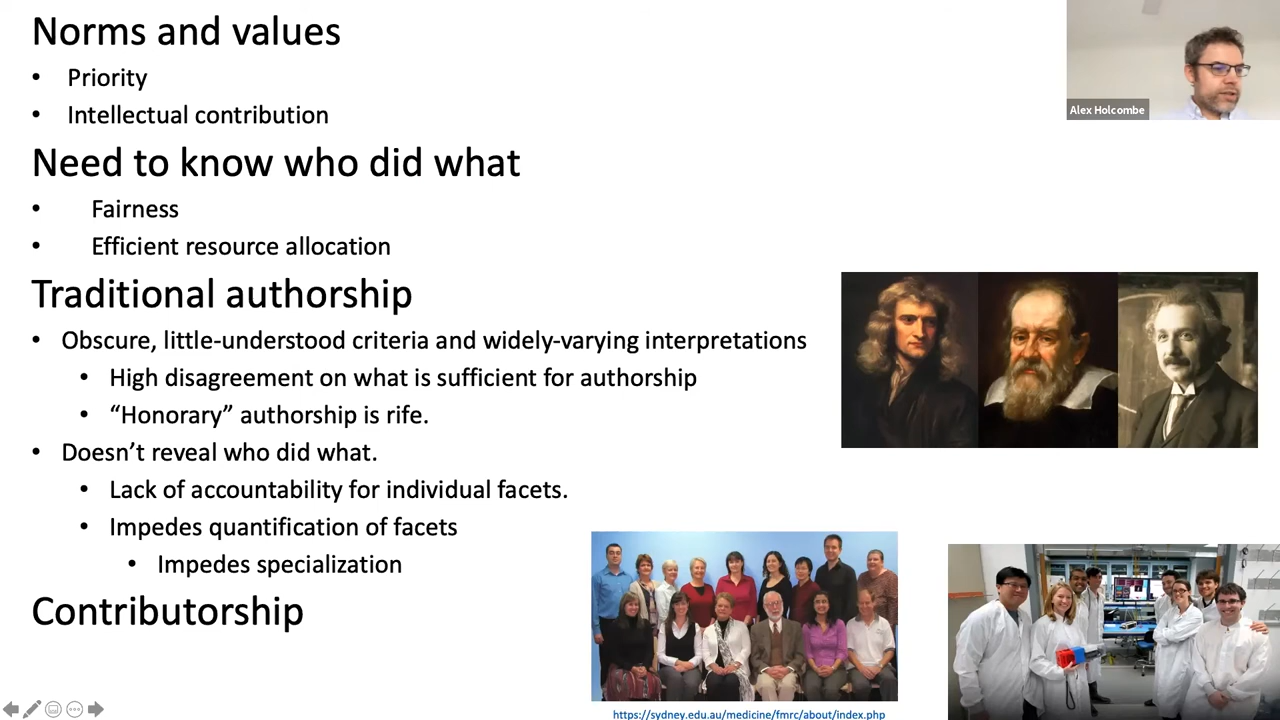 Norms and values
• Priority
• Intellectual contribution
Need to know who did what
• Fairness
• Efficient resource allocation
Traditional authorship
• Obscure, little-understood criteria and widely-varying interpretations
• High disagreement on what is sufficient for authorship
• “Honorary” authorship is rife.
• Doesn’t reveal who did what.
• Lack of accountability for individual facets.
• Impedes quantification of facets
• Impedes specialization
Contributorship
Alex Holcombe
https://sydney.edu.au/medicine/fmrc/about/index.php